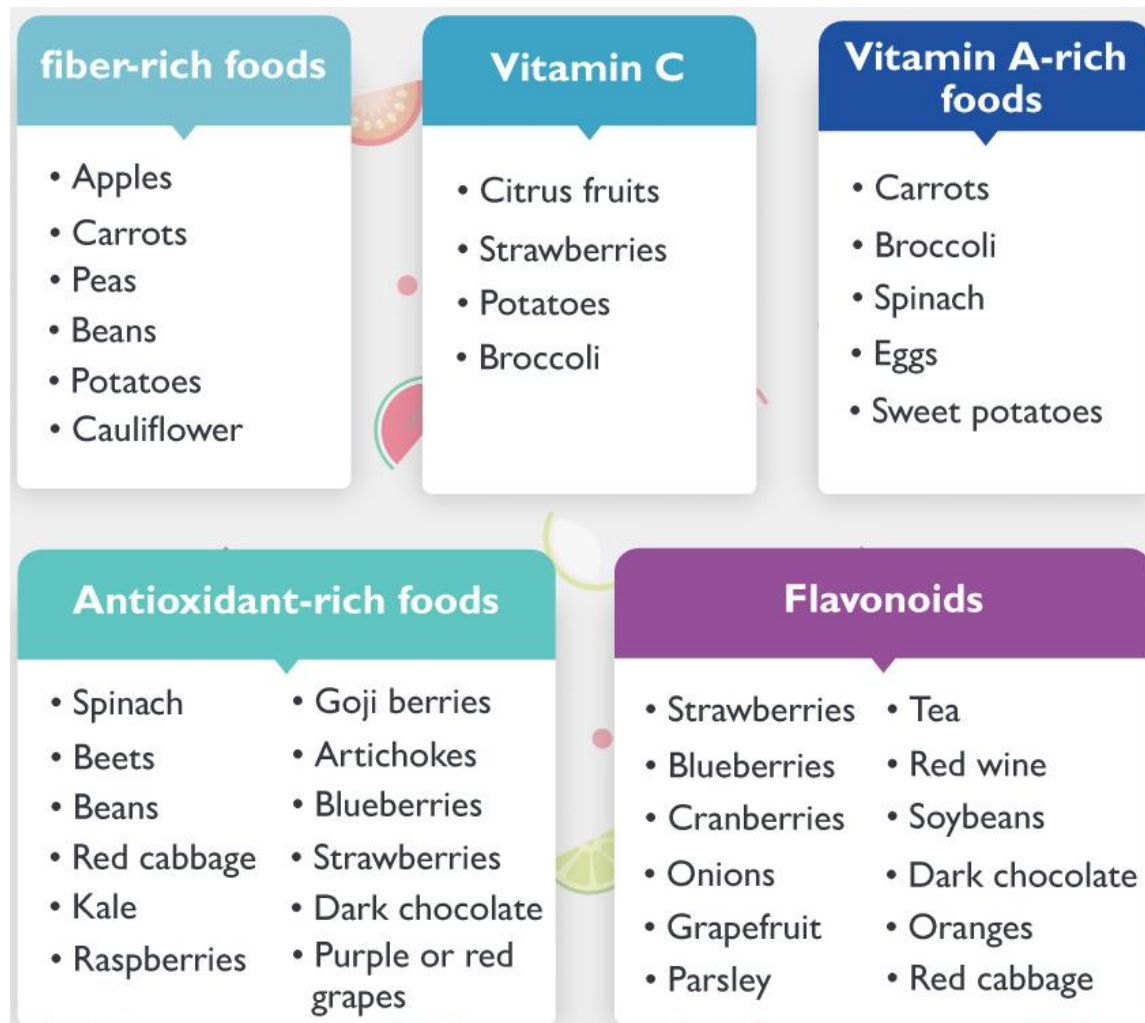 fiber-rich foods
• Apples
• Carrots
• Peas
• Beans
• Potatoes
• Cauliflower
Vitamin C
• Citrus fruits
• Strawberries
• Potatoes
• Broccoli
Vitamin A-rich
foods
• Carrots
• Broccoli
• Spinach
• Eggs
• Sweet potatoes
Antioxidant-rich foods
• Spinach
• Beets
• Beans
• Red cabbage
• Kale
• Raspberries
• Goji berries
• Artichokes
• Blueberries
• Strawberries
• Dark chocolate
• Purple or red
grapes
Flavonoids
• Strawberries
• Blueberries
• Cranberries
• Onions
• Grapefruit
• Parsley
• Tea
• Red wine
• Soybeans
• Dark chocolate
• Oranges
• Red cabbage